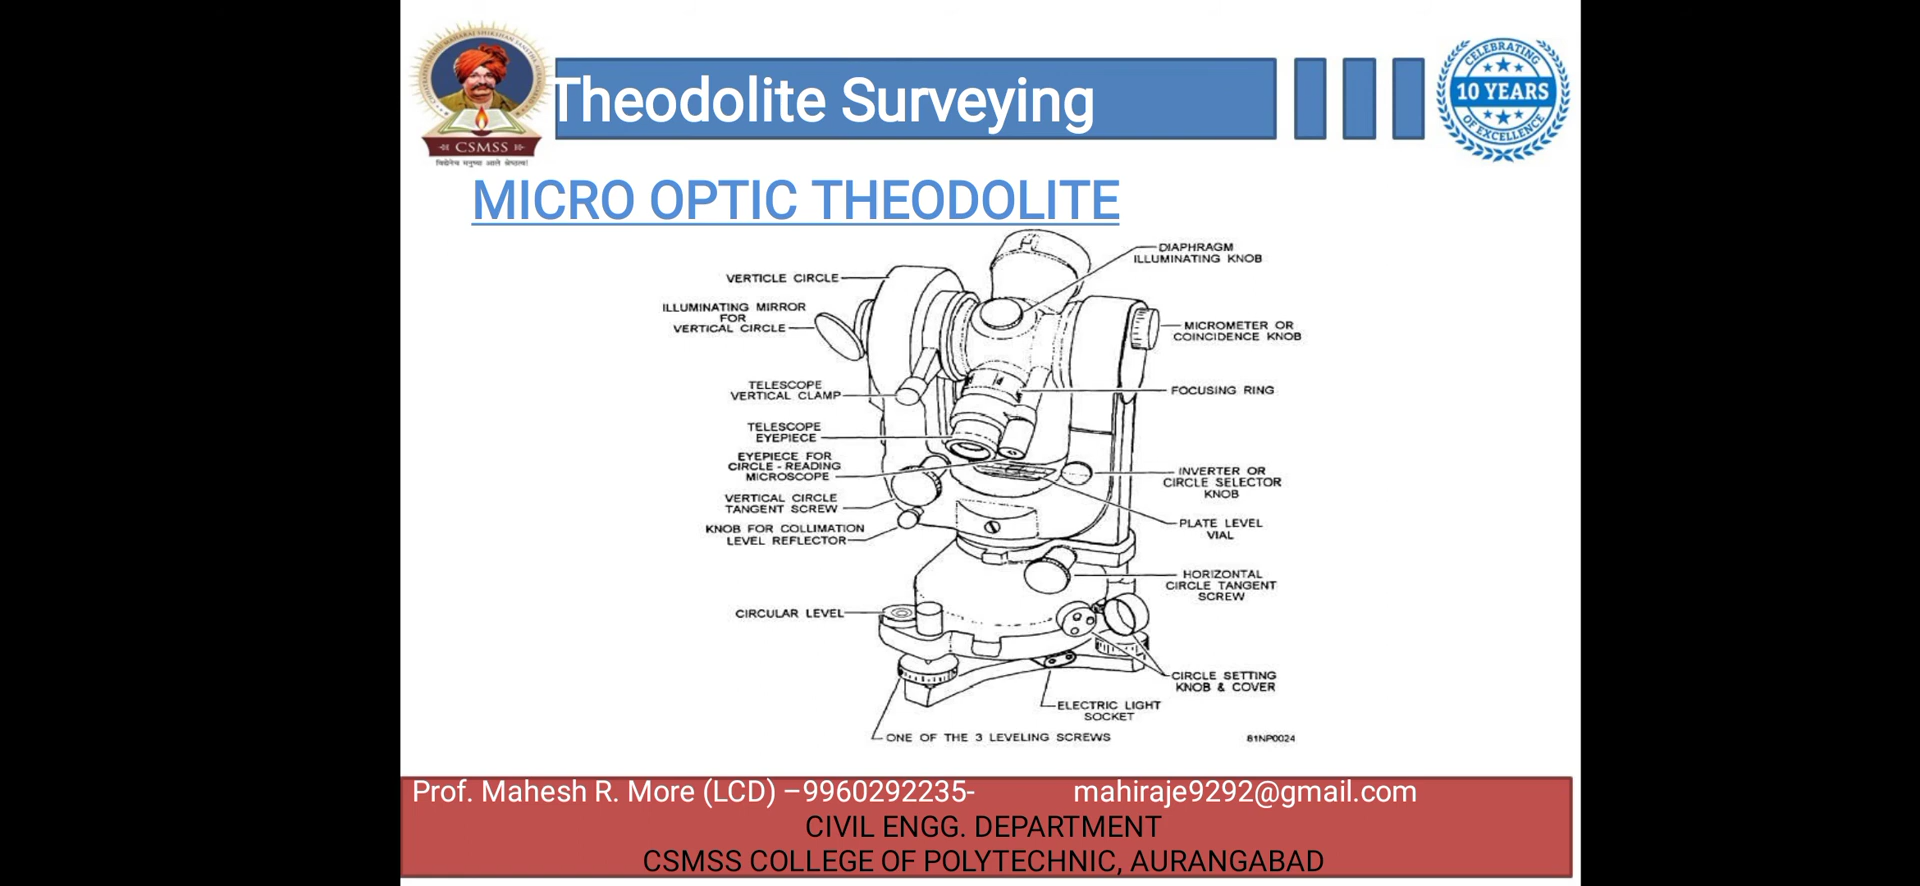 Theodolite Surveying
CELEBRATING
10 YEARS
OF EXCELLENCE
CSMSS
MICRO OPTIC THEODOLITE
DIAPHRAGM
ILLUMINATING KNOB
VERTICLE CIRCLE
ILLUMINATING MIRROR
FOR
VERTICAL CIRCLE
MICROMETER OR
COINCIDENCE KNOB
TELESCOPE
VERTICAL CLAMP
FOCUSING RING
TELESCOPE
EYEPIECE
EYEPIECE FOR
CIRCLE - READING
MICROSCOPE
INVERTER OR
CIRCLE SELECTOR
KNOB
VERTICAL CIRCLE
TANGENT SCREW
KNOB FOR COLLIMATION
LEVEL REFLECTOR
PLATE LEVEL
VIAL
HORIZONTAL
CIRCLE TANGENT
SCREW
CIRCULAR LEVEL
CIRCLE SETTING
KNOB & COVER
ELECTRIC LIGHT
SOCKET
ONE OF THE 3 LEVELING SCREWS
81NP0024
Prof. Mahesh R. More (LCD) –9960292235- mahiraje9292@gmail.com
CIVIL ENGG. DEPARTMENT
CSMSS COLLEGE OF POLYTECHNIC, AURANGABAD